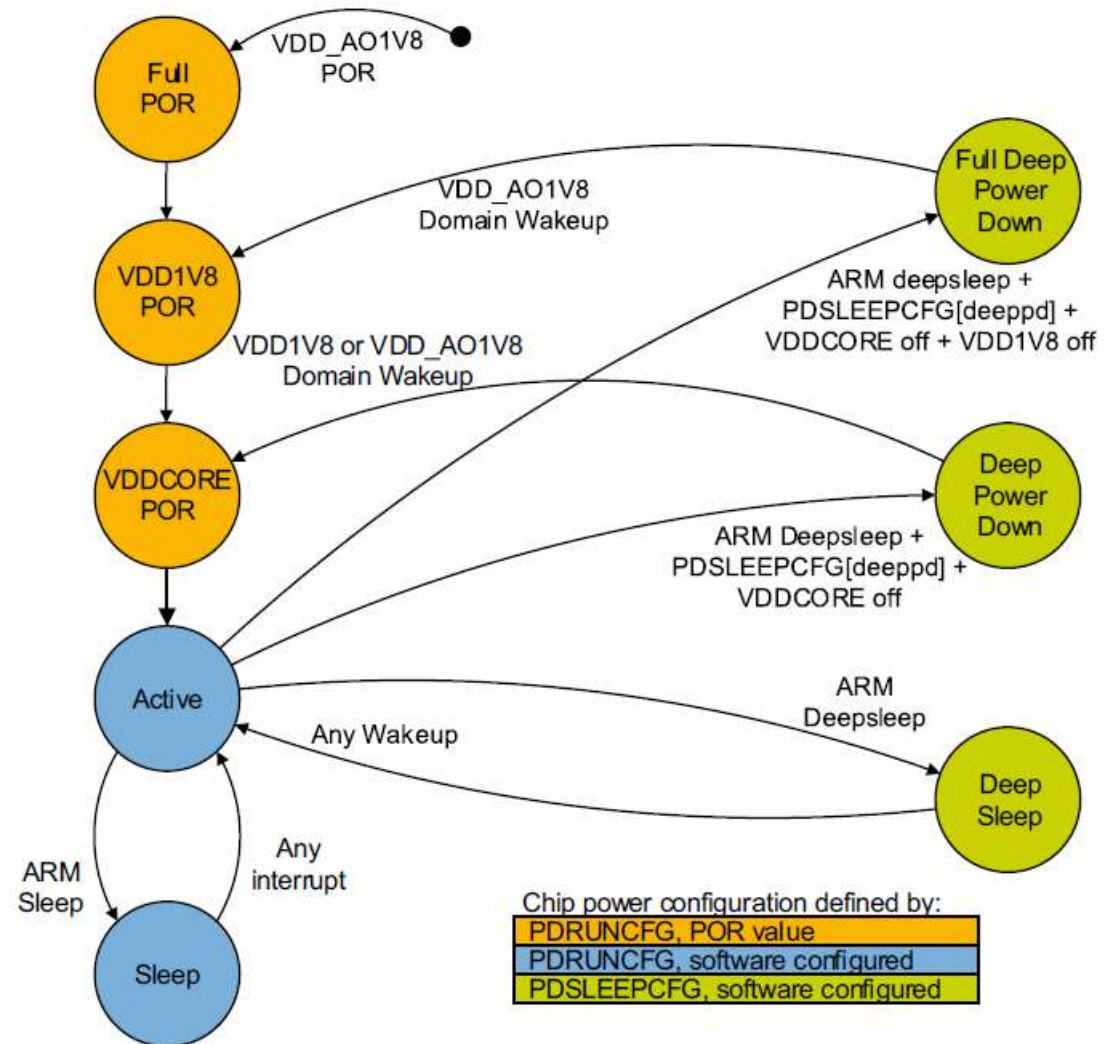 VDD_AO1V8
POR
Full
POR
Full Deep
Power
Down
VDD_AO1V8
Domain Wakeup
VDD1V8
POR
ARM deepsleep +
PDSLEEPCFG[deeppd] +
VDDCORE off + VDD1V8 off
VDD1V8 or VDD_AO1V8
Domain Wakeup
VDDCORE
POR
Deep
Power
Down
ARM Deepsleep +
PDSLEEPCFG[deeppd] +
VDDCORE off
Active
ARM
Deepsleep
Any Wakeup
Deep
Sleep
ARM
Sleep
Any
interrupt
Sleep
Chip power configuration defined by:
PDRUNCFG, POR value
PDRUNCFG, software configured
PDSLEEPCFG, software configured